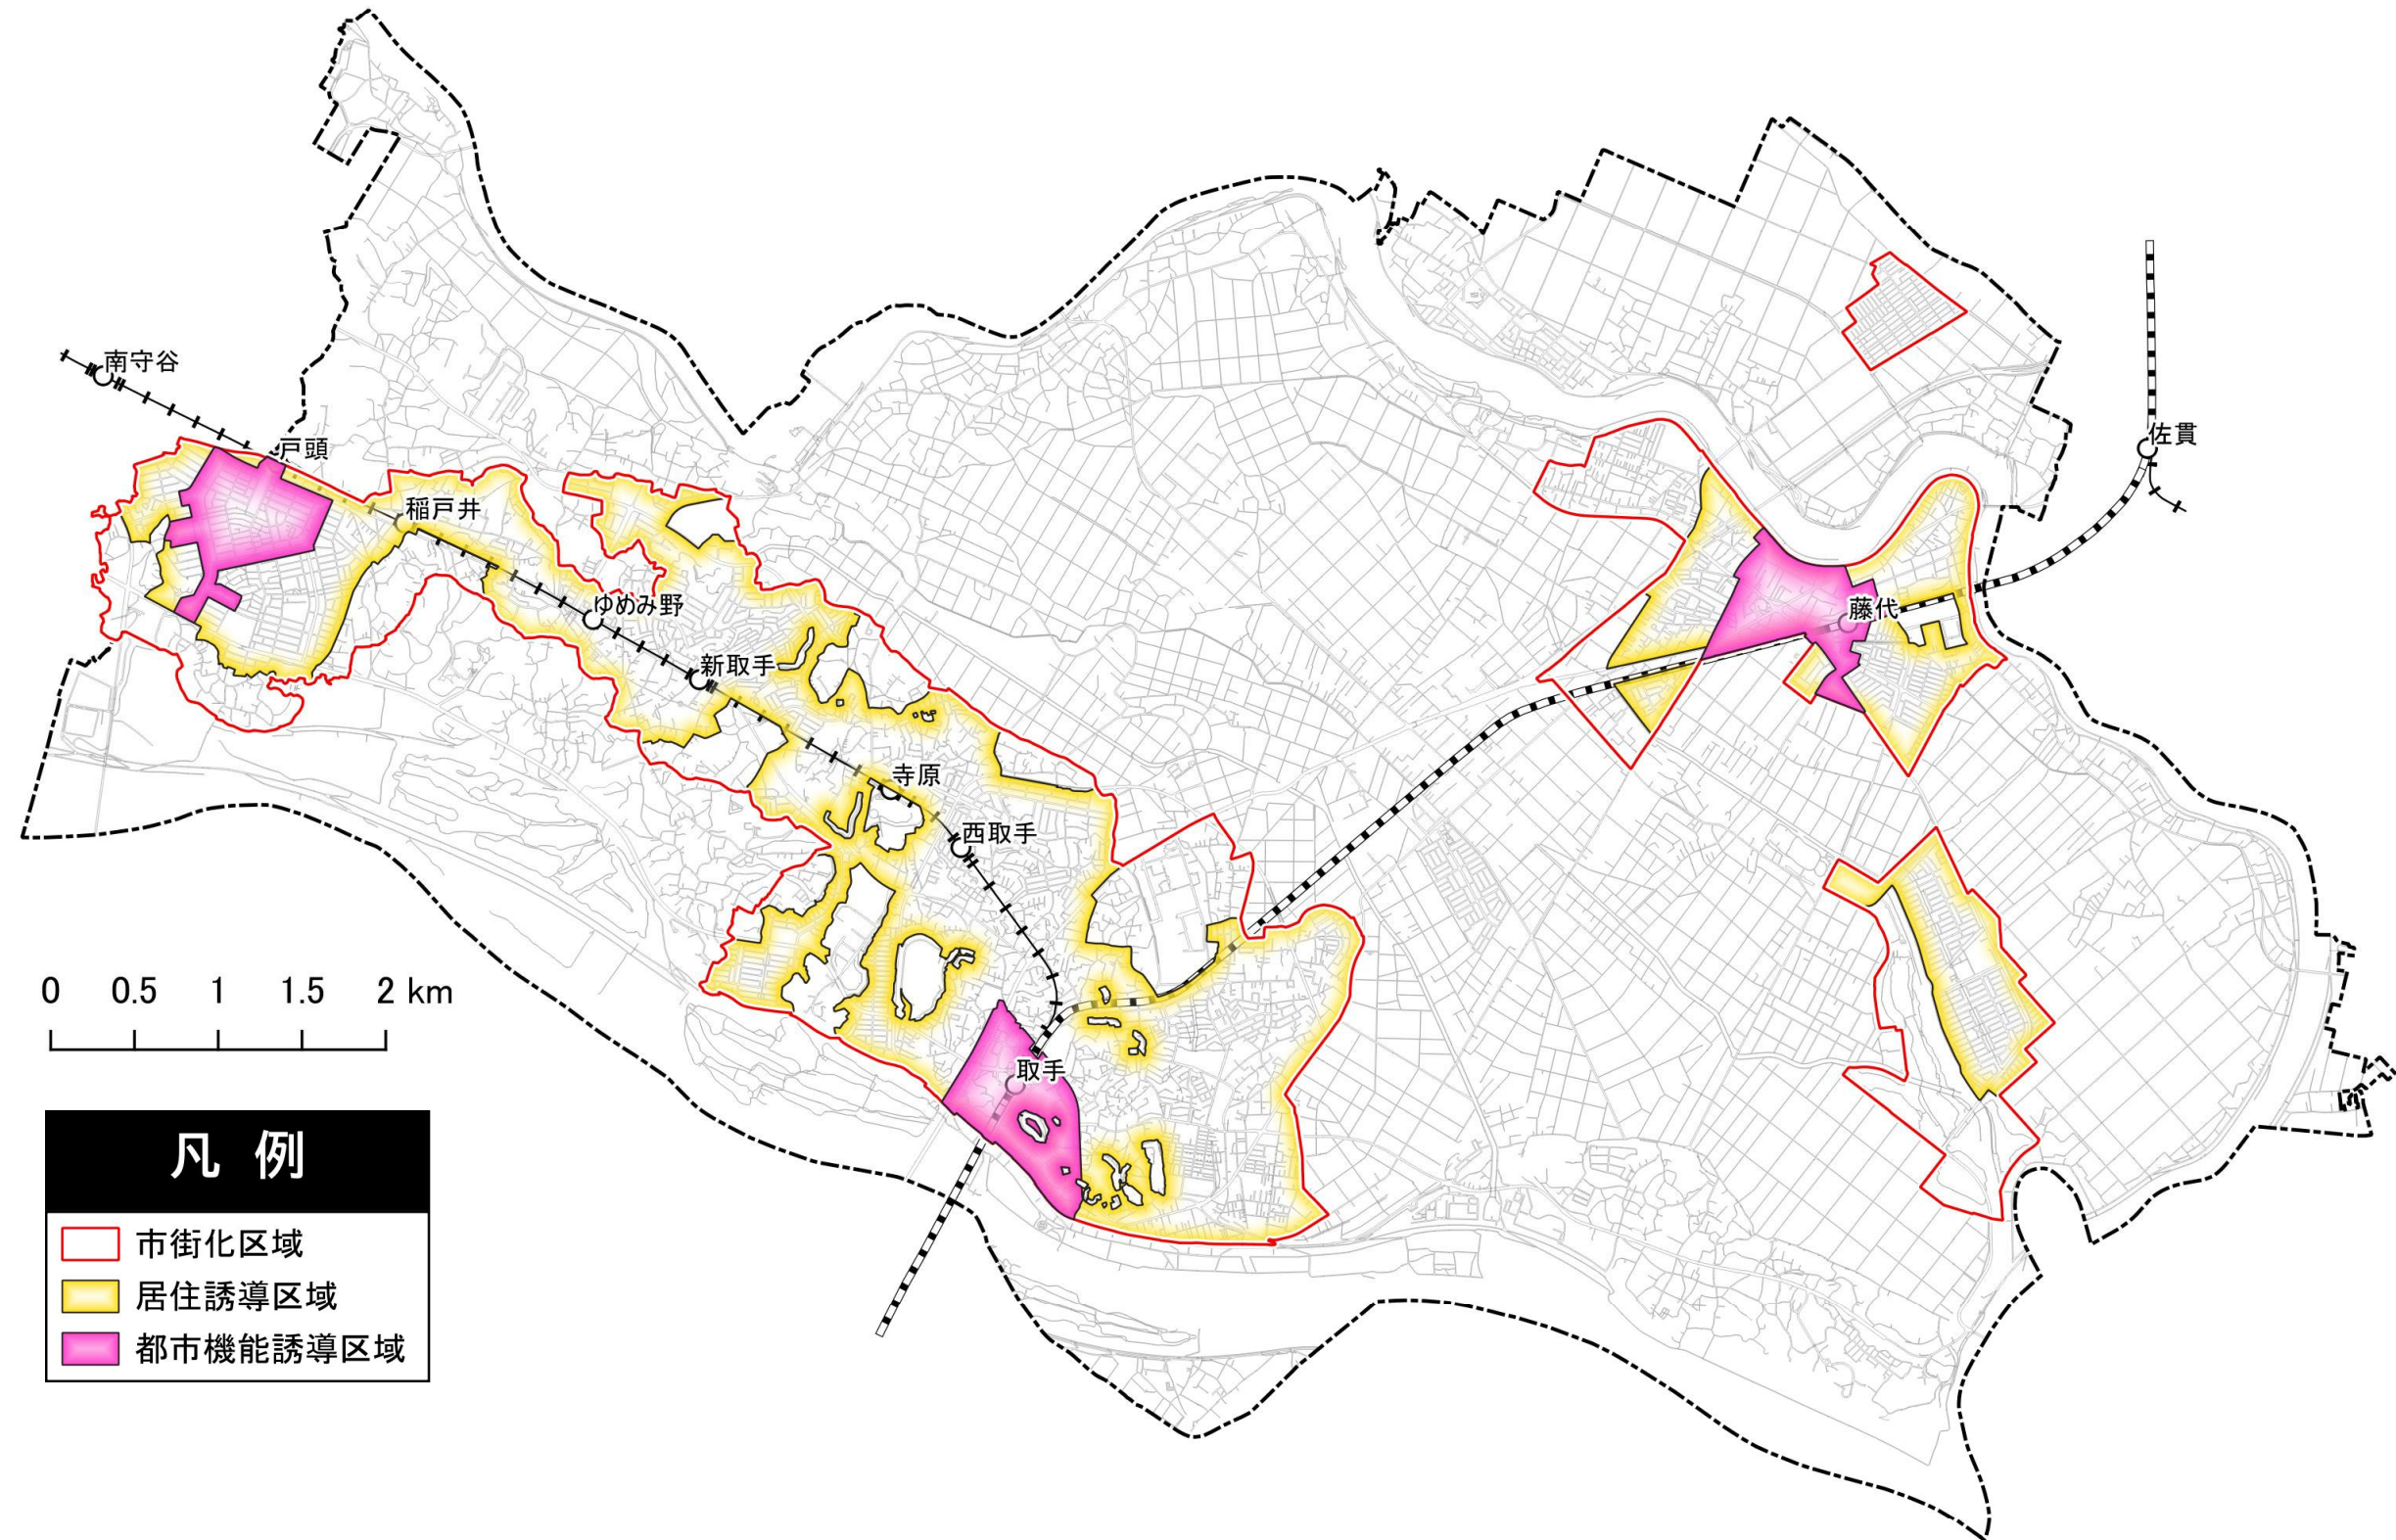 南守谷
戸頭
稲戸井
ゆめみ野
新取手
寺原
西取手
取手
藤代
佐貫
0 0.5 1 1.5 2 km
凡 例
市街化区域
居住誘導区域
都市機能誘導区域